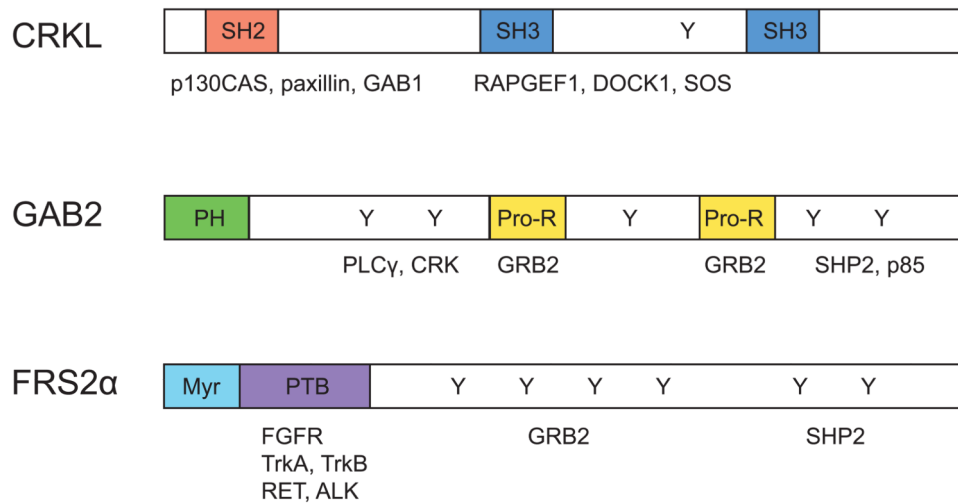 CRKL SH2 SH3 Y SH3
p130CAS, paxillin, GAB1 RAPGEF1, DOCK1, SOS
GAB2 PH Y Y Pro-R Y Pro-R Y Y
PLCγ, CRK GRB2 GRB2 SHP2, p85
FRS2α Myr PTB Y Y Y Y Y Y
FGFR GRB2 SHP2
TrkA, TrkB
RET, ALK